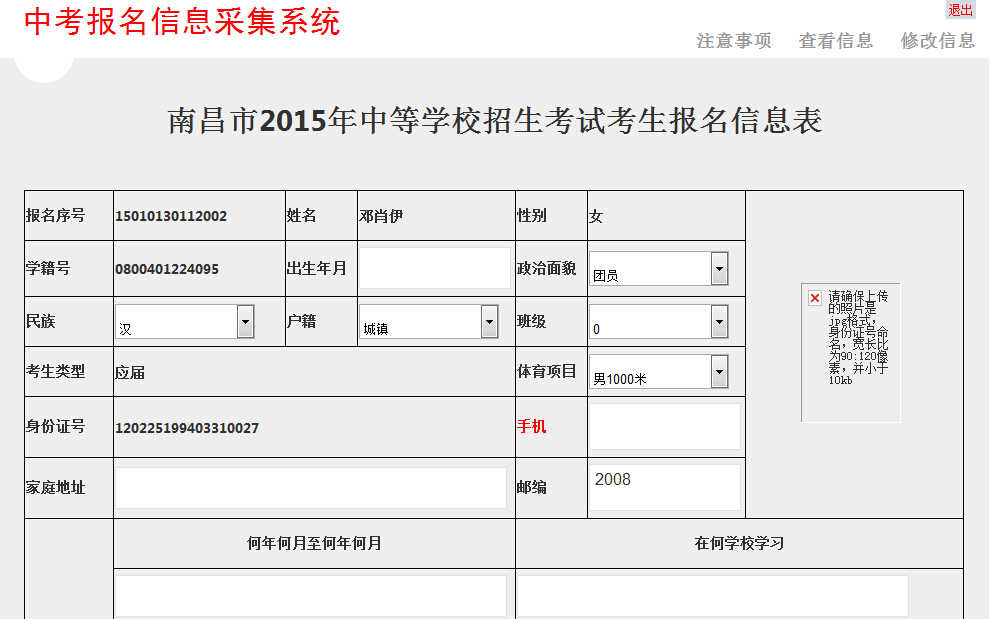 中考报名信息采集系统
退出
注意事项 查看信息 修改信息
南昌市2015年中等学校招生考试考生报名信息表
报名序号 15010130112002 姓名 邓肖伊 性别 女
学籍号 0800401224095 出生年月 政治面貌 团员
民族 汉 户籍 城镇 班级 0
请确保上传
的照片是
jpg格式，
身份证号命
名，宽长比
为90:120像
素，并小于
10kb
考生类型 应届 体育项目 男1000米
身份证号 120225199403310027 手机
家庭地址 邮编 2008
何年何月至何年何月 在何学校学习